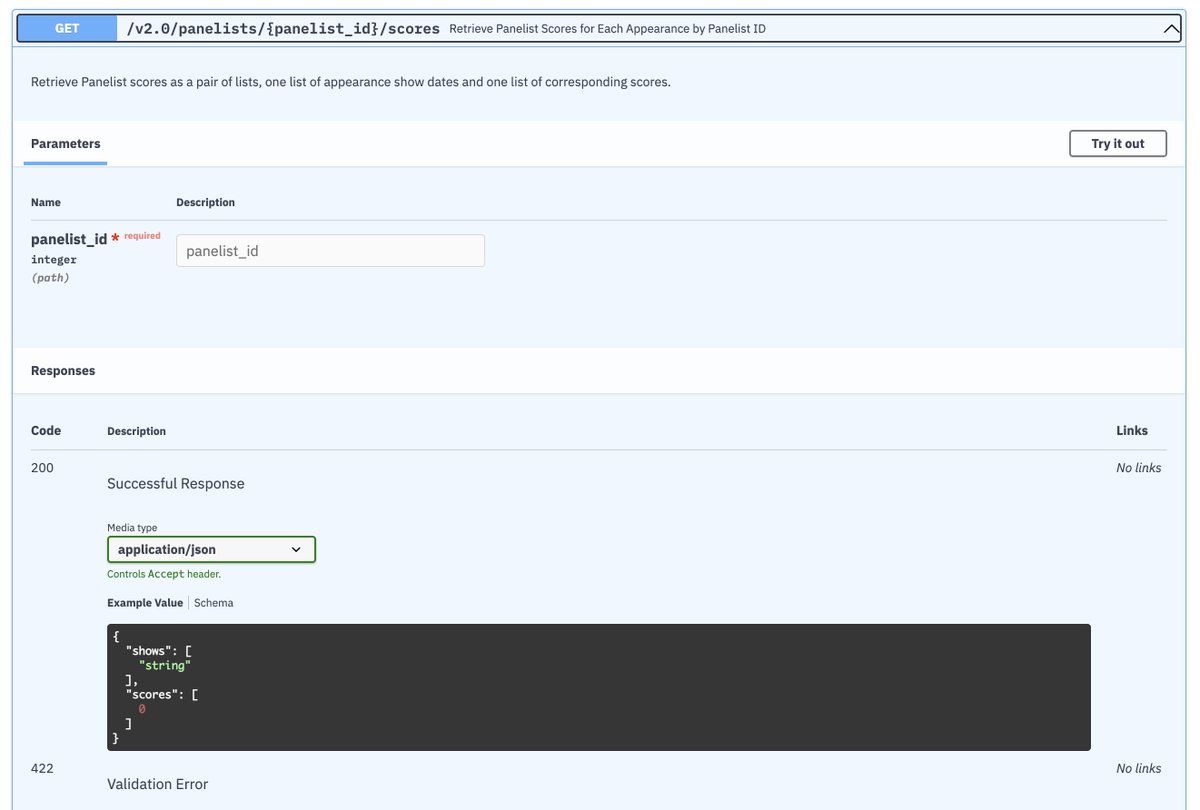 GET /v2.0/panelists/{panelist_id}/scores Retrieve Panelist Scores for Each Appearance by Panelist ID
Retrieve Panelist scores as a pair of lists, one list of appearance show dates and one list of corresponding scores.
Parameters Try it out
Name Description
panelist_id * required panelist_id
integer
(path)
Responses
Code Description Links
200 No links
Successful Response
Media type
application/json
Controls Accept header.
Example Value Schema
{
  "shows": [
    "string"
  ],
  "scores": [
    0
  ]
}
422 No links
Validation Error